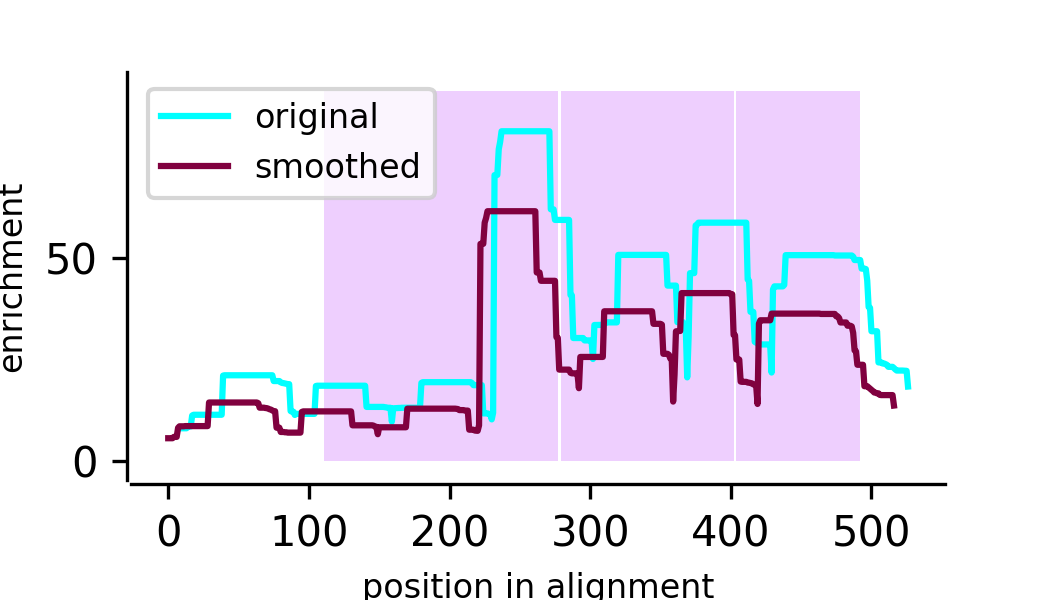 original
smoothed
enrichment
50
0
0 100 200 300 400 500
position in alignment